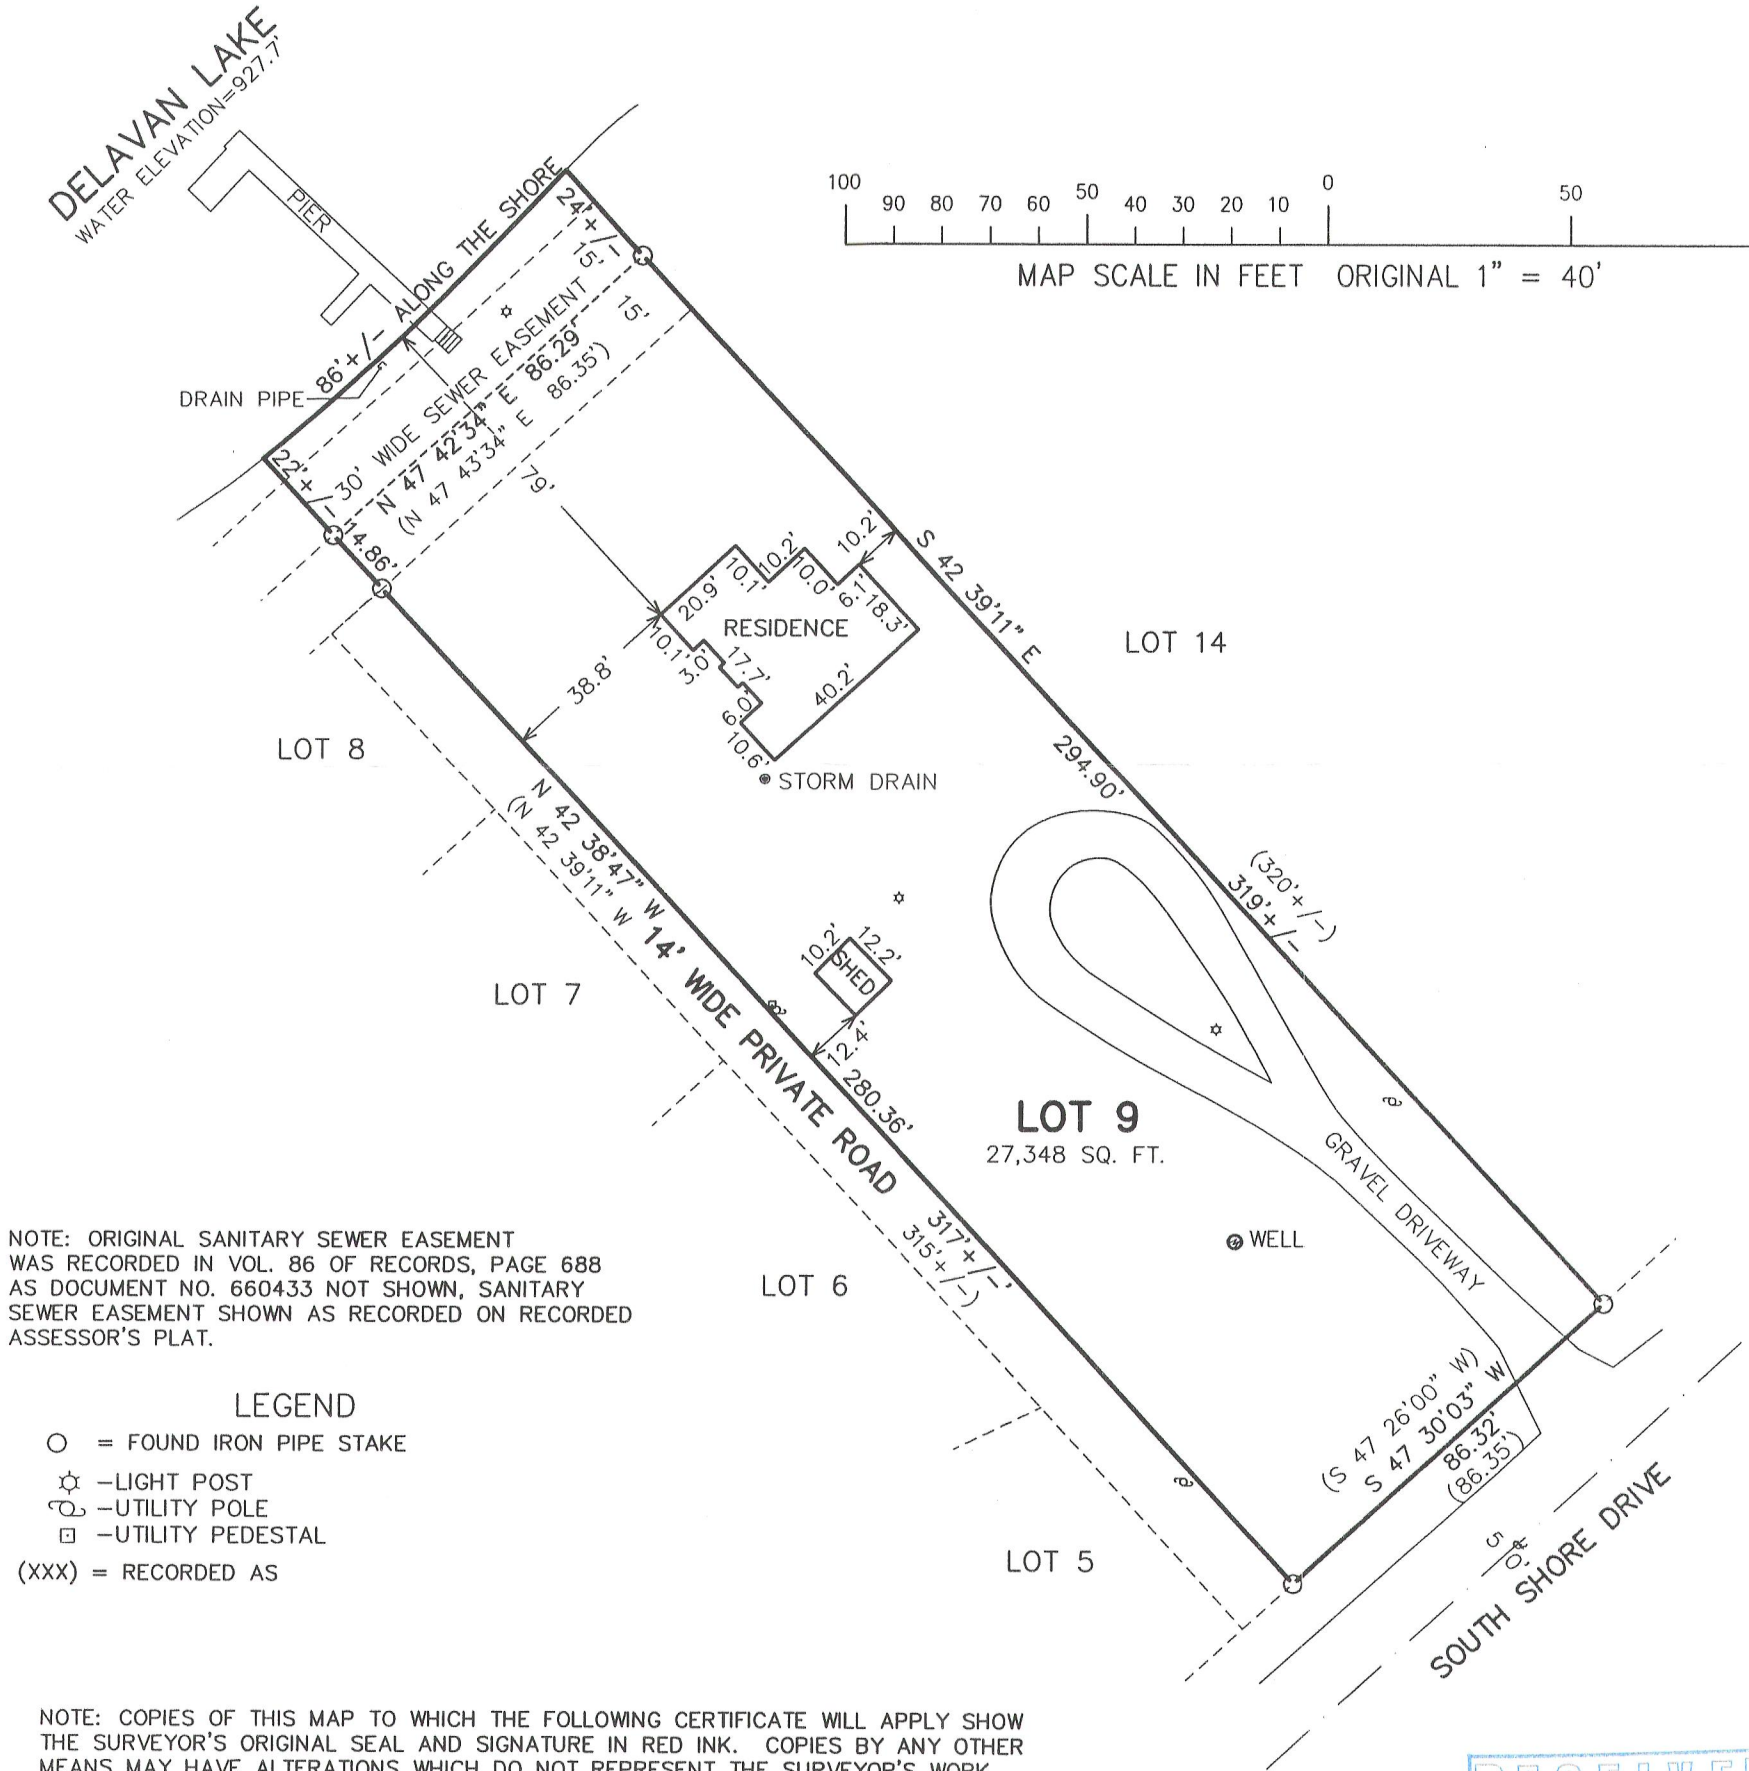 DELAVAN LAKE
WATER ELEVATION=927.7'
PIER
86'+/- ALONG THE SHORE
24'+/-
15'
15'
DRAIN PIPE
22'+/-
30' WIDE SEWER EASEMENT
N 47 42'34" E 86.29'
(N 47 43'34" E 86.35')
14.86'
79'
100 90 80 70 60 50 40 30 20 10 0 50
MAP SCALE IN FEET ORIGINAL 1" = 40'
10.2'
20.9'
10.1'
10.2'
10.0'
6.1'
18.3'
RESIDENCE
10.1'
3.0'
17.7'
6.0'
10.6'
40.2'
38.8'
STORM DRAIN
S 42 39'11" E
294.90'
(320'+/-)
319'+/-
LOT 14
LOT 8
N 42 38'47" W
(N 42 39'11" W
14' WIDE PRIVATE ROAD
LOT 7
10.2'
12.2'
SHED
12.4'
280.36'
317'+/-'
315'+/-)
LOT 9
27,348 SQ. FT.
WELL
GRAVEL DRIVEWAY
LOT 6
LOT 5
(S 47 26'00" W)
S 47 30'03" W
86.32'
(86.35')
50'
SOUTH SHORE DRIVE
NOTE: ORIGINAL SANITARY SEWER EASEMENT
WAS RECORDED IN VOL. 86 OF RECORDS, PAGE 688
AS DOCUMENT NO. 660433 NOT SHOWN, SANITARY
SEWER EASEMENT SHOWN AS RECORDED ON RECORDED
ASSESSOR'S PLAT.
LEGEND
= FOUND IRON PIPE STAKE
-LIGHT POST
-UTILITY POLE
-UTILITY PEDESTAL
(XXX) = RECORDED AS
NOTE: COPIES OF THIS MAP TO WHICH THE FOLLOWING CERTIFICATE WILL APPLY SHOW
THE SURVEYOR'S ORIGINAL SEAL AND SIGNATURE IN RED INK. COPIES BY ANY OTHER
MEANS MAY HAVE ALTERATIONS WHICH DO NOT REPRESENT THE SURVEYOR'S WORK.